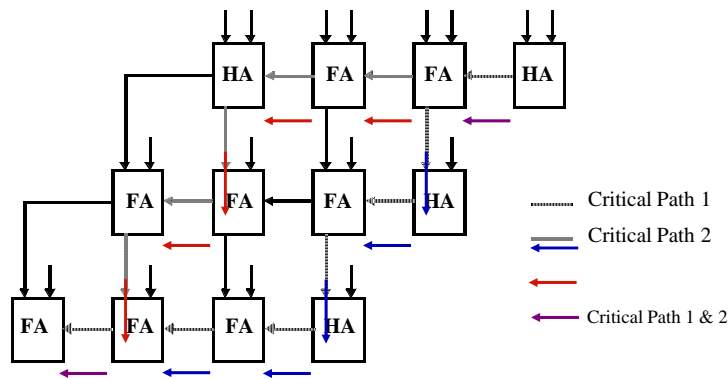 HA FA FA HA
FA FA FA HA
FA FA FA HA
Critical Path 1
Critical Path 2
Critical Path 1 & 2